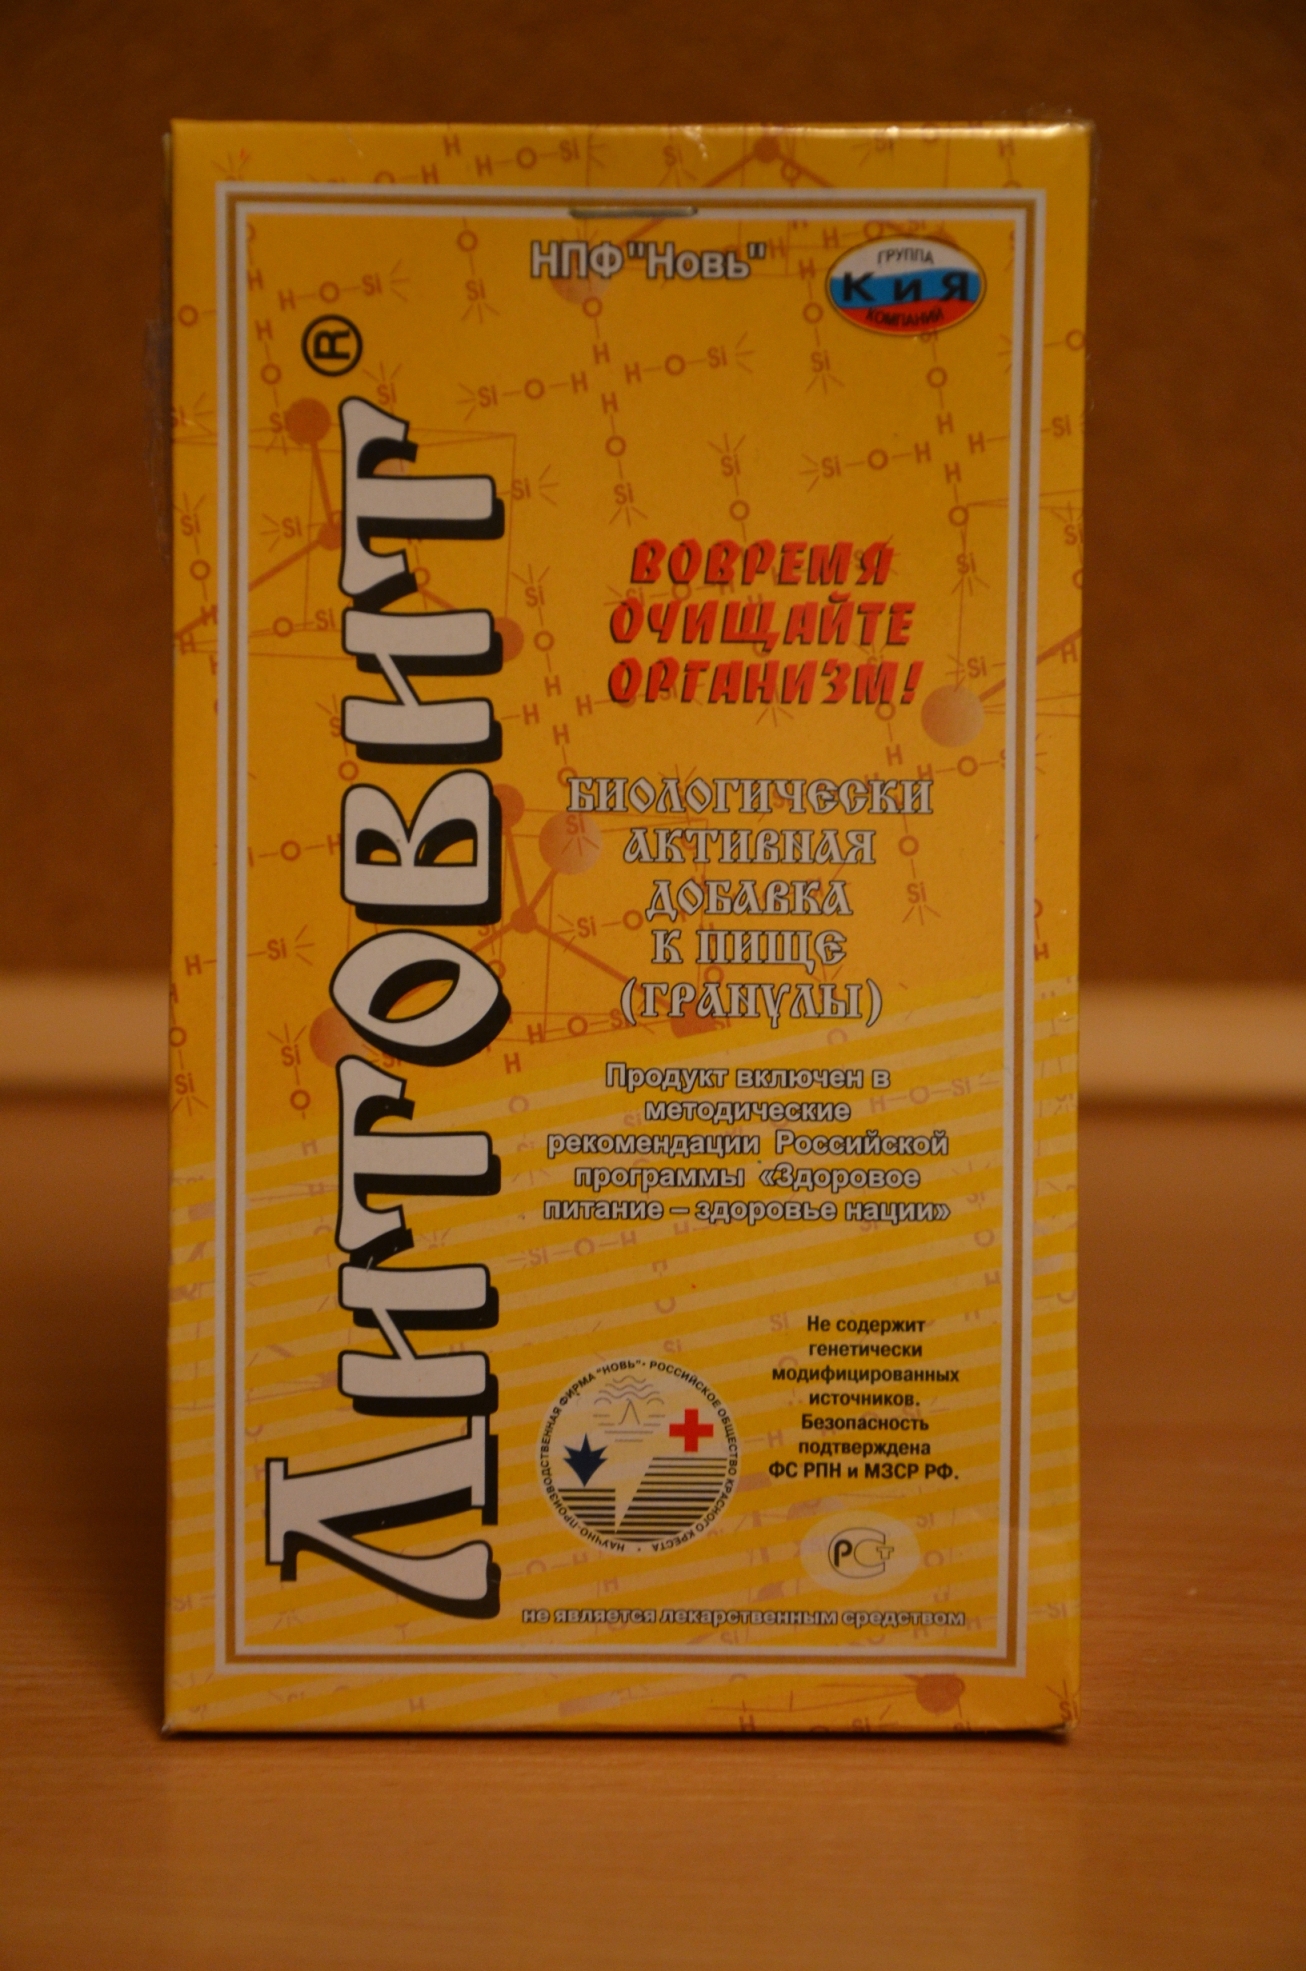 НПФ "Новь"
ГРУППА
КиЯ
КОМПАНИЙ
ЛИТОВИТ®
ВОВРЕМЯ
ОЧИЩАЙТЕ
ОРГАНИЗМ!
БИОЛОГИЧЕСКИ
АКТИВНАЯ
ДОБАВКА
К ПИЩЕ
(ГРАНУЛЫ)
Продукт включен в
методические
рекомендации Российской
программы «Здоровое
питание – здоровье нации»
Не содержит
генетически
модифицированных
источников.
Безопасность
подтверждена
ФС РПН и МЗСР РФ.
НАУЧНО-ПРОИЗВОДСТВЕННАЯ ФИРМА "НОВЬ" • РОССИЙСКОЕ ОБЩЕСТВО КРАСНОГО КРЕСТА •
РСТ
не является лекарственным средством